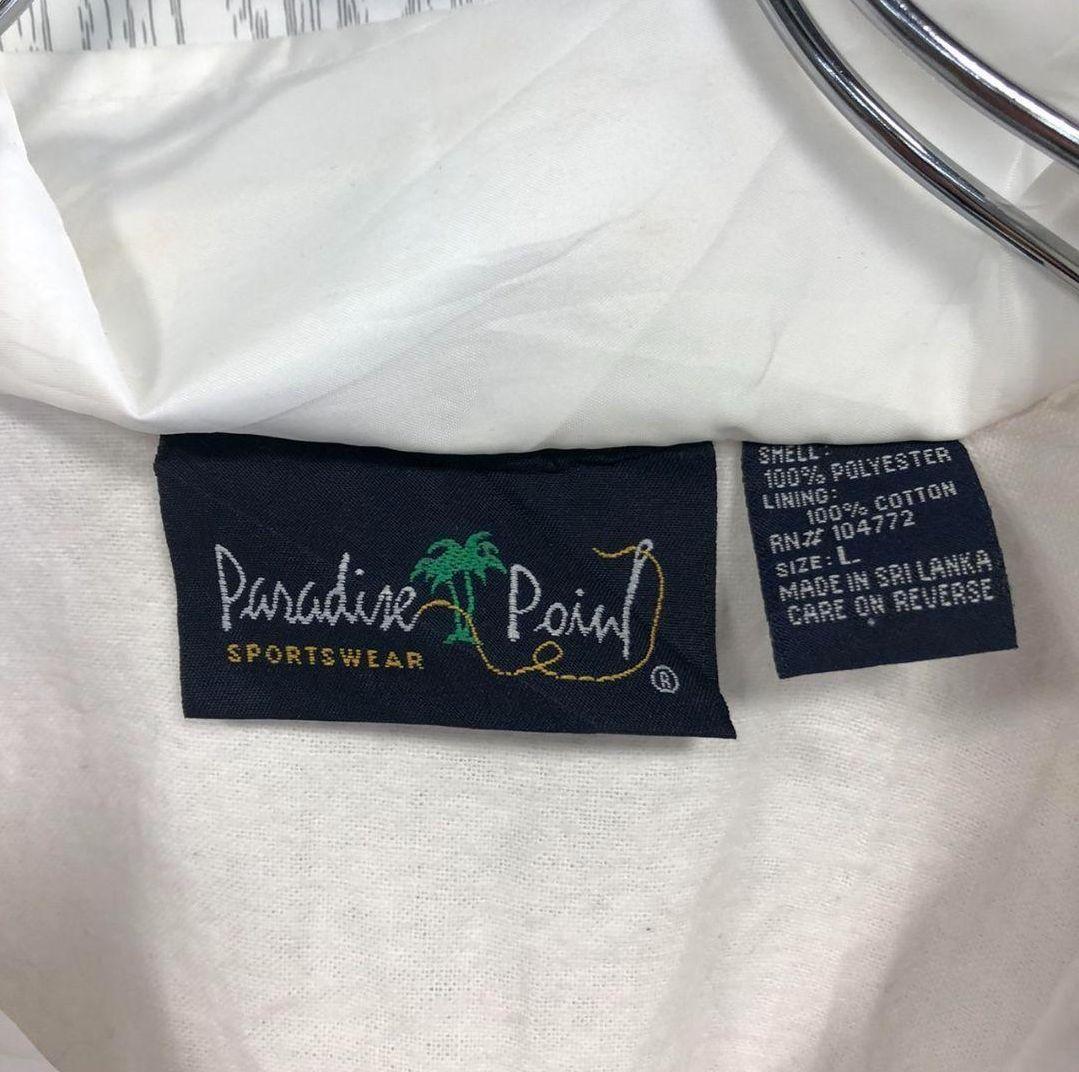 Paradise Point
SPORTSWEAR
®
SHELL:
100% POLYESTER
LINING:
100% COTTON
RN# 104772
SIZE: L
MADE IN SRI LANKA
CARE ON REVERSE